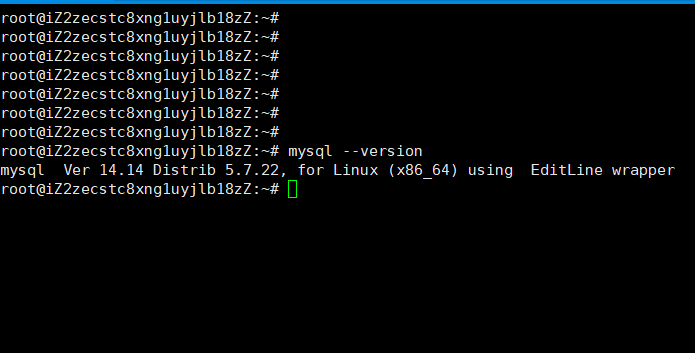 root@iZ2zecstc8xng1uyjlb18zZ:~#
root@iZ2zecstc8xng1uyjlb18zZ:~#
root@iZ2zecstc8xng1uyjlb18zZ:~#
root@iZ2zecstc8xng1uyjlb18zZ:~#
root@iZ2zecstc8xng1uyjlb18zZ:~#
root@iZ2zecstc8xng1uyjlb18zZ:~#
root@iZ2zecstc8xng1uyjlb18zZ:~#
root@iZ2zecstc8xng1uyjlb18zZ:~# mysql --version
mysql  Ver 14.14 Distrib 5.7.22, for Linux (x86_64) using  EditLine wrapper
root@iZ2zecstc8xng1uyjlb18zZ:~#